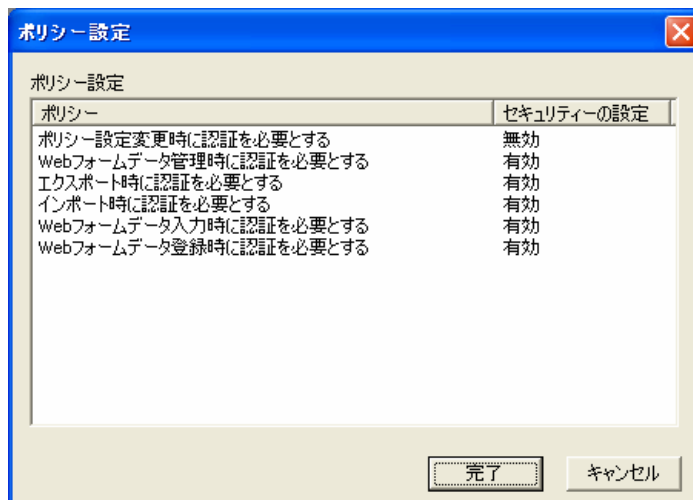 ポリシー設定
ポリシー設定
ポリシー セキュリティーの設定
ポリシー設定変更時に認証を必要とする 無効
Webフォームデータ管理時に認証を必要とする 有効
エクスポート時に認証を必要とする 有効
インポート時に認証を必要とする 有効
Webフォームデータ入力時に認証を必要とする 有効
Webフォームデータ登録時に認証を必要とする 有効
完了 キャンセル